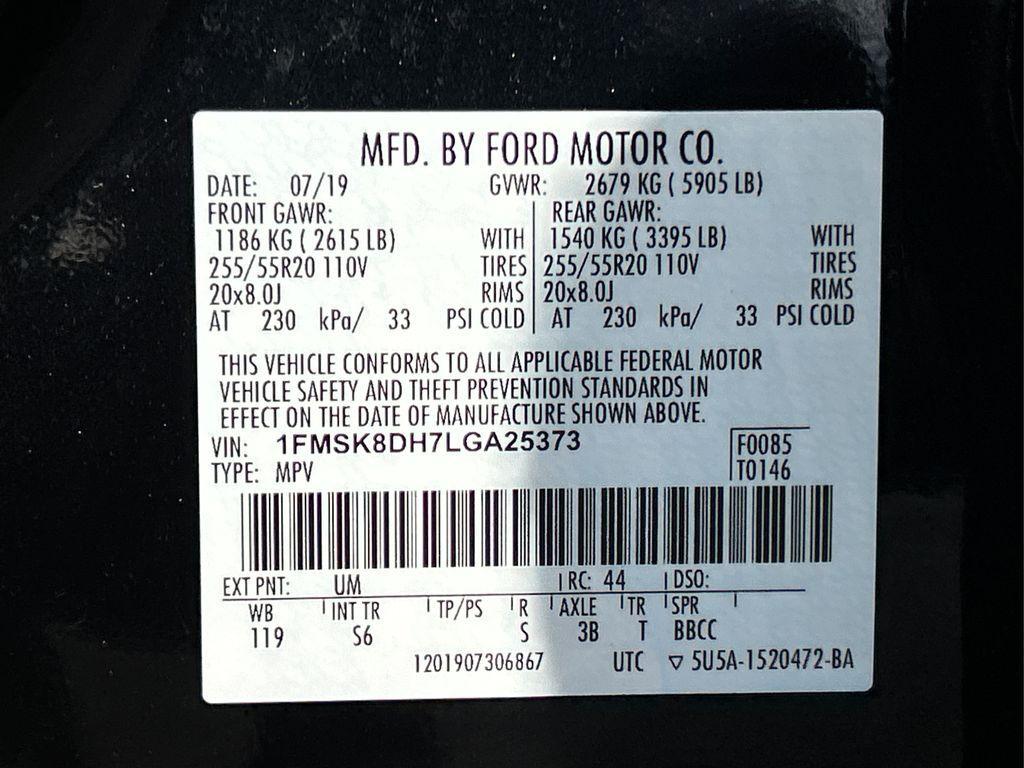 MFD. BY FORD MOTOR CO.
DATE: 07/19 GVWR: 2679 KG ( 5905 LB)
FRONT GAWR: REAR GAWR:
1186 KG ( 2615 LB) WITH 1540 KG ( 3395 LB) WITH
255/55R20 110V TIRES 255/55R20 110V TIRES
20x8.0J RIMS 20x8.0J RIMS
AT 230 kPa/ 33 PSI COLD AT 230 kPa/ 33 PSI COLD
THIS VEHICLE CONFORMS TO ALL APPLICABLE FEDERAL MOTOR
VEHICLE SAFETY AND THEFT PREVENTION STANDARDS IN
EFFECT ON THE DATE OF MANUFACTURE SHOWN ABOVE.
VIN: 1FMSK8DH7LGA25373 F0085
TYPE: MPV T0146
EXT PNT: UM RC: 44 DSO:
WB INT TR TP/PS R AXLE TR SPR
119 S6 S 3B T BBCC
1201907306867 UTC ▽ 5U5A-1520472-BA